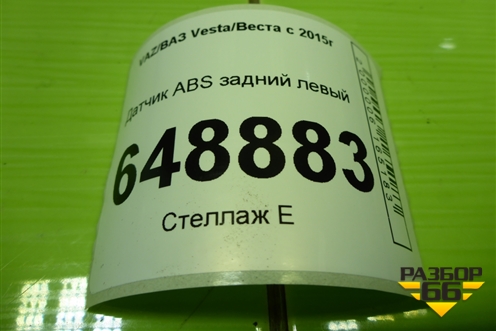 VAZ/ВАЗ Vesta/Веста с 2015г
Датчик ABS задний левый
648883
Стеллаж Е
РАЗБОР
66